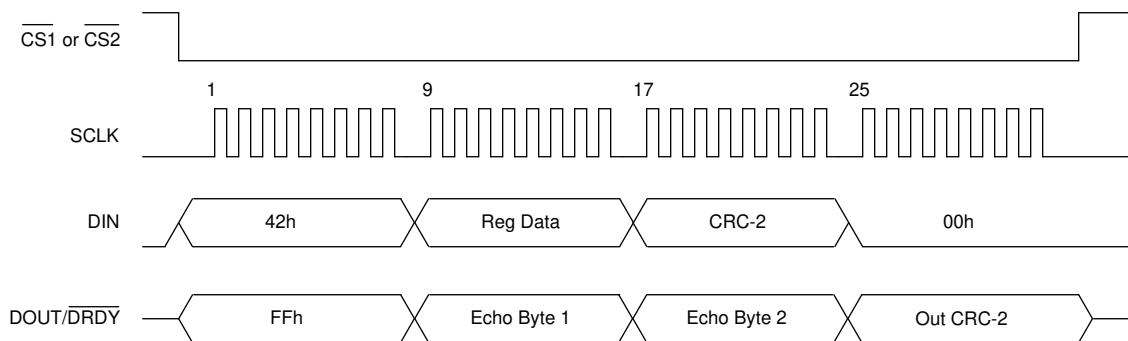 CS1 or CS2
1 9 17 25
SCLK
DIN 42h Reg Data CRC-2 00h
DOUT/DRDY FFh Echo Byte 1 Echo Byte 2 Out CRC-2